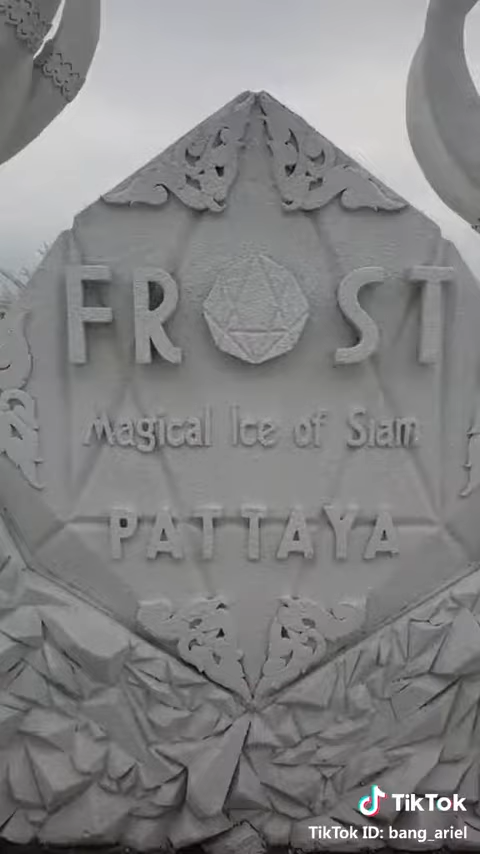 FROST
Magical Ice of Siam
PATTAYA
TikTok
TikTok ID: bang_ariel